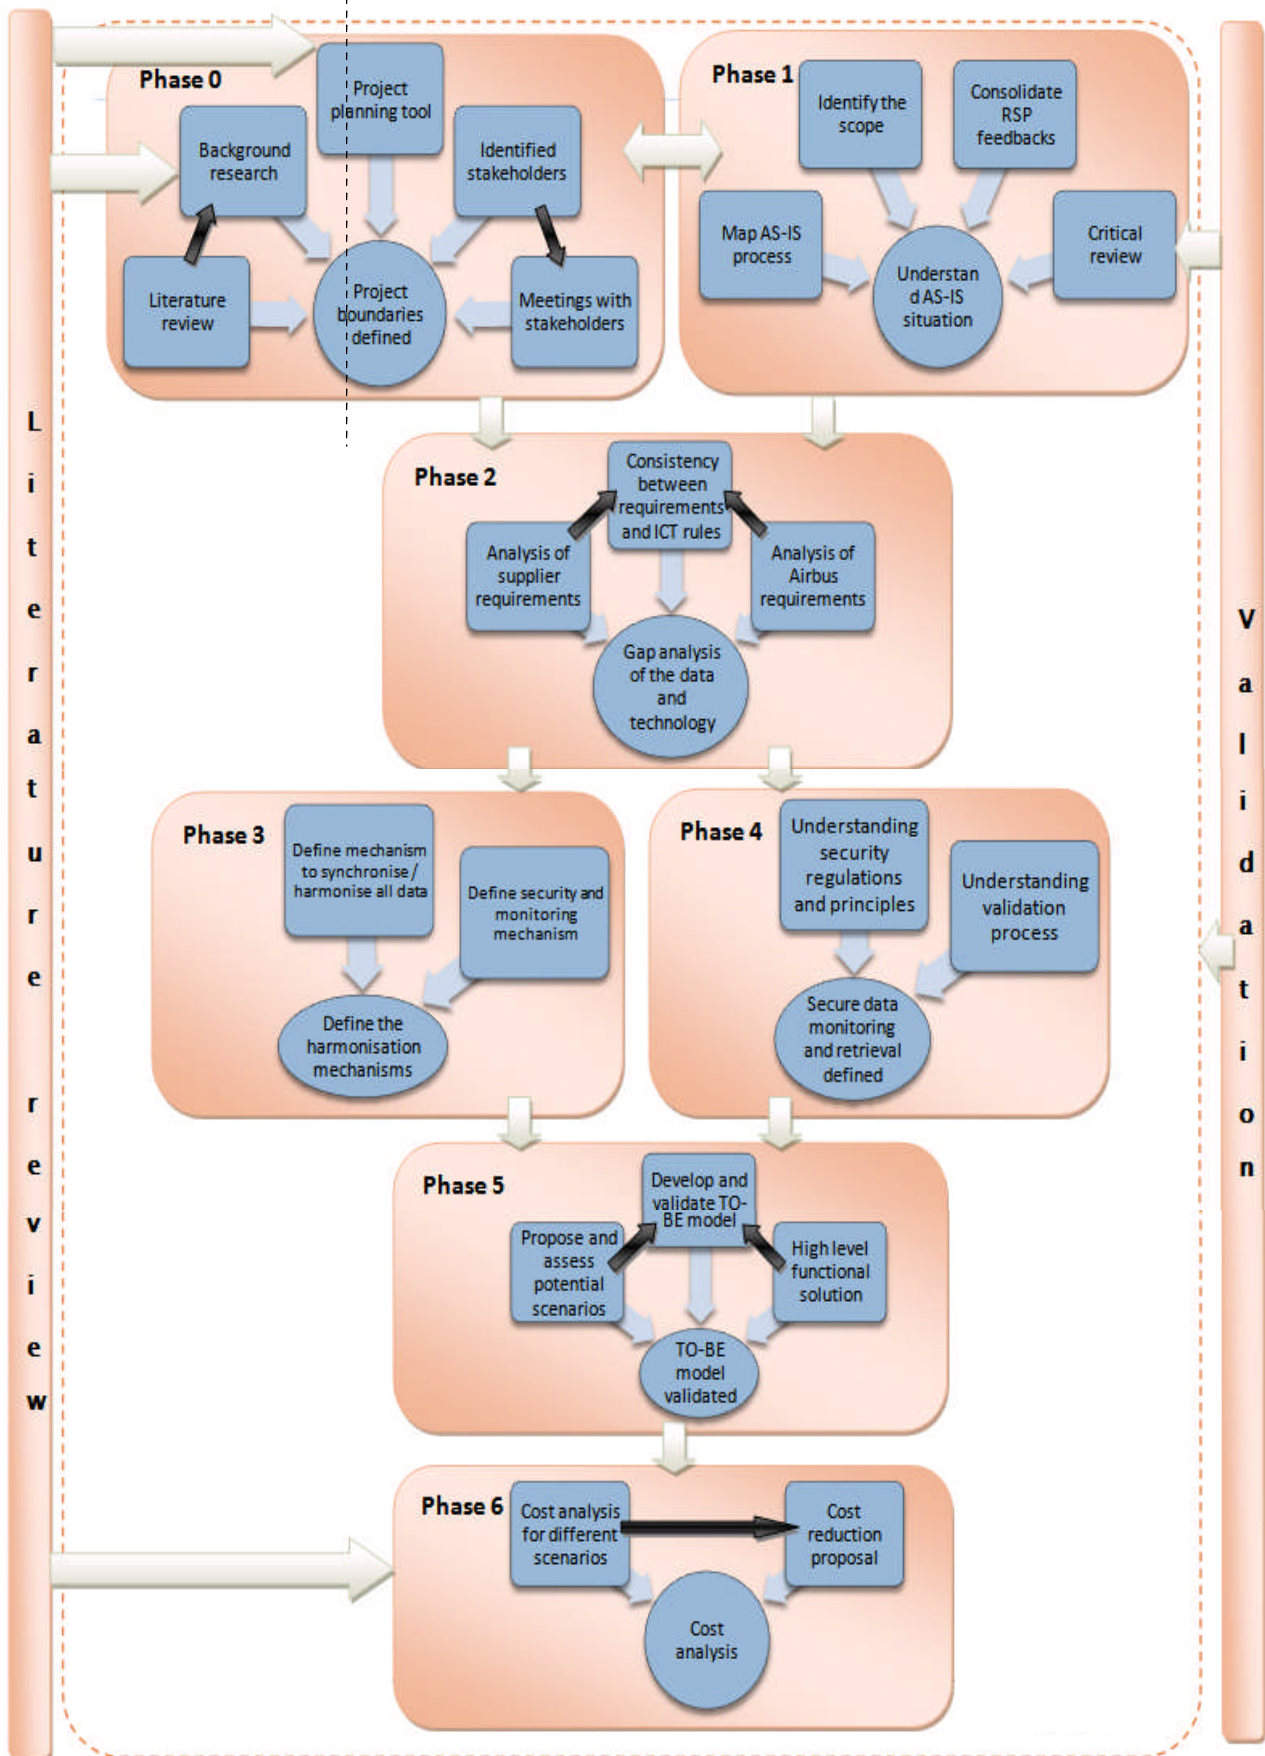 Phase 0
Project
planning tool
Background
research
Identified
stakeholders
Literature
review
Project
boundaries
defined
Meetings with
stakeholders
Phase 1
Identify the
scope
Consolidate
RSP
feedbacks
Map AS-IS
process
Critical
review
Understan
d AS-IS
situation
Phase 2
Consistency
between
requirements
and ICT rules
Analysis of
supplier
requirements
Analysis of
Airbus
requirements
Gap analysis
of the data
and
technology
Phase 3
Define mechanism
to synchronise /
harmonise all data
Define security and
monitoring
mechanism
Define the
harmonisation
mechanisms
Phase 4
Understanding
security
regulations
and principles
Understanding
validation
process
Secure data
monitoring
and retrieval
defined
Phase 5
Develop and
validate TO-
BE model
Propose and
assess
potential
scenarios
High level
functional
solution
TO-BE
model
validated
Phase 6
Cost analysis
for different
scenarios
Cost
reduction
proposal
Cost
analysis
Literature review
Validation